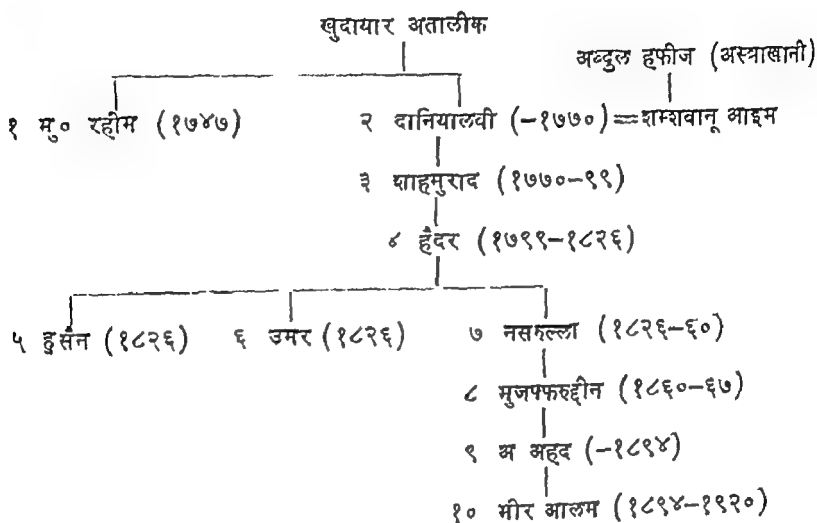 खुदायार अतालीक
अब्दुल हफीज (अस्त्राखानी)
१ मु० रहीम (१७४७) २ दानियालवी (-१७७०)==शम्शवानू आइम
३ शाहमुराद (१७७०-९९)
४ हैदर (१७९९-१८२६)
५ हुसैन (१८२६) ६ उमर (१८२६) ७ नसरुल्ला (१८२६-६०)
८ मुजफ्फरुद्दीन (१८६०-६७)
९ अ अहद (-१८९४)
१० मीर आलम (१८९४-१९२०)